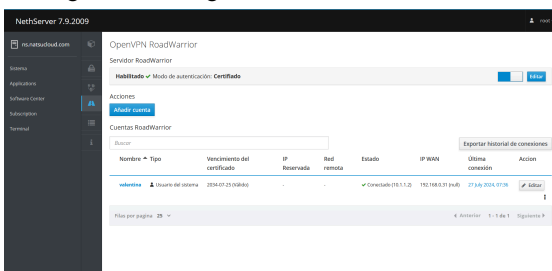 NethServer 7.9.2009
root
ns.natsucloud.com
Sistema
Applications
Software Center
Subscription
Terminal
OpenVPN RoadWarrior
Servidor RoadWarrior
Habilitado ✔ Modo de autenticación: Certifiado
Editar
Acciones
Añadir cuenta
Cuentas RoadWarrior
Buscar
Exportar historial de conexiones
Nombre Tipo Vencimiento del certificado IP Reservada Red remota Estado IP WAN Última conexión Accion
valentina Usuario del sistema 2034-07-25 (Válido) - - ✔ Conectado (10.1.1.2) 192.168.0.31 (null) 27 July 2024, 07:36 Editar
Filas por pagina 25 Anterior 1 - 1 de 1 Siguiente